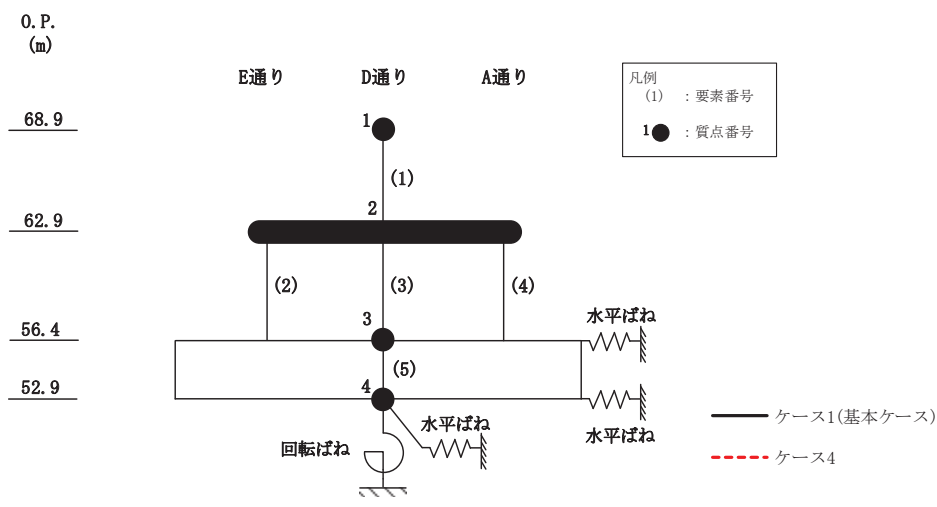 O.P.
(m)
E通り D通り A通り
凡例
(1) : 要素番号
1 : 質点番号
68.9
1
(1)
2
62.9
(2) (3) (4)
水平ばね
3
56.4
(5)
4
52.9
水平ばね
水平ばね
回転ばね
ケース1(基本ケース)
ケース4